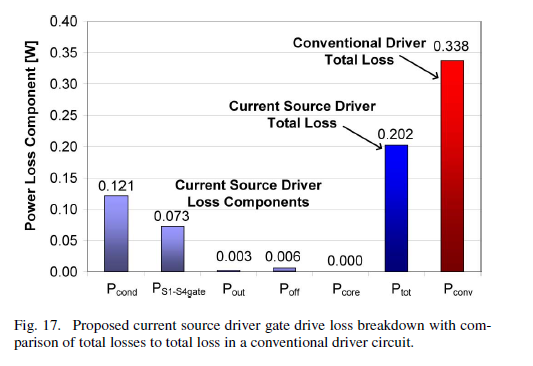 0.40
0.35
0.30
0.25
0.20
0.15
0.10
0.05
0.00
Power Loss Component [W]
Conventional Driver
Total Loss
0.338
Current Source Driver
Total Loss
0.202
Current Source Driver
Loss Components
0.121
0.073
0.003
0.006
0.000
Pcond PS1-S4gate Pout Poff Pcore Ptot Pconv
Fig. 17. Proposed current source driver gate drive loss breakdown with com-
parison of total losses to total loss in a conventional driver circuit.